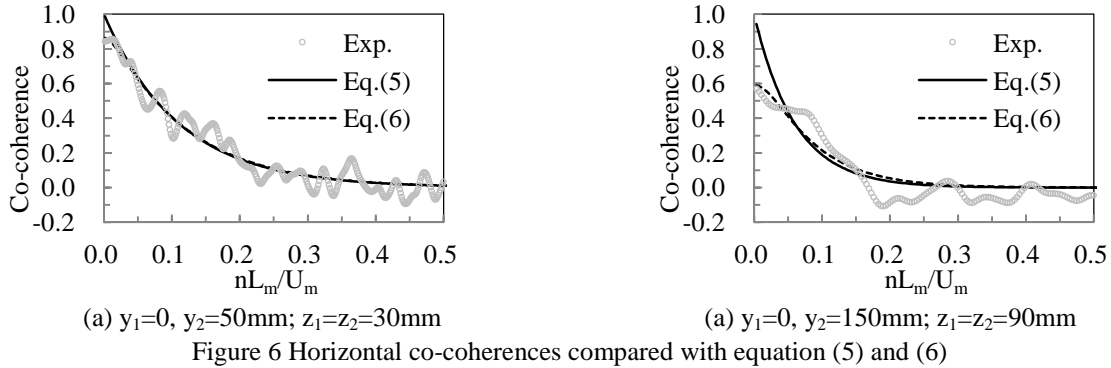 1.0
0.8
0.6
0.4
0.2
0.0
-0.2
Co-coherence
Exp.
Eq.(5)
Eq.(6)
0.0 0.1 0.2 0.3 0.4 0.5
nLₘ/Uₘ
(a) y₁=0, y₂=50mm; z₁=z₂=30mm
1.0
0.8
0.6
0.4
0.2
0.0
-0.2
Co-coherence
Exp.
Eq.(5)
Eq.(6)
0.0 0.1 0.2 0.3 0.4 0.5
nLₘ/Uₘ
(a) y₁=0, y₂=150mm; z₁=z₂=90mm
Figure 6 Horizontal co-coherences compared with equation (5) and (6)